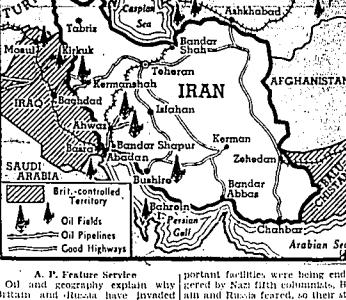 TUR
Caspian
Sea
Ashkhabad
Tabriz
Mosul
Kirkuk
Bandar
Shah
Teheran
AFGHANISTAN
Kermanshah
IRAN
IRAQ
Baghdad
Isfahan
Ahwaz
Kerman
Basra
Bandar Shapur
Zehedan
Abadan
SAUDI
ARABIA
Bushire
Bandar
Abbas
Brit.-controlled
Territory
Bahrein
Persian
Gulf
Chahbar
Oil Fields
Oil Pipelines
Good Highways
Arabian Sea
A. P. Feature Service
Oil and geography explain why
Britain and Russia have invaded
portant facilities were being end
gered by Nazi fifth columnists. B
ain and Russia feared, so their